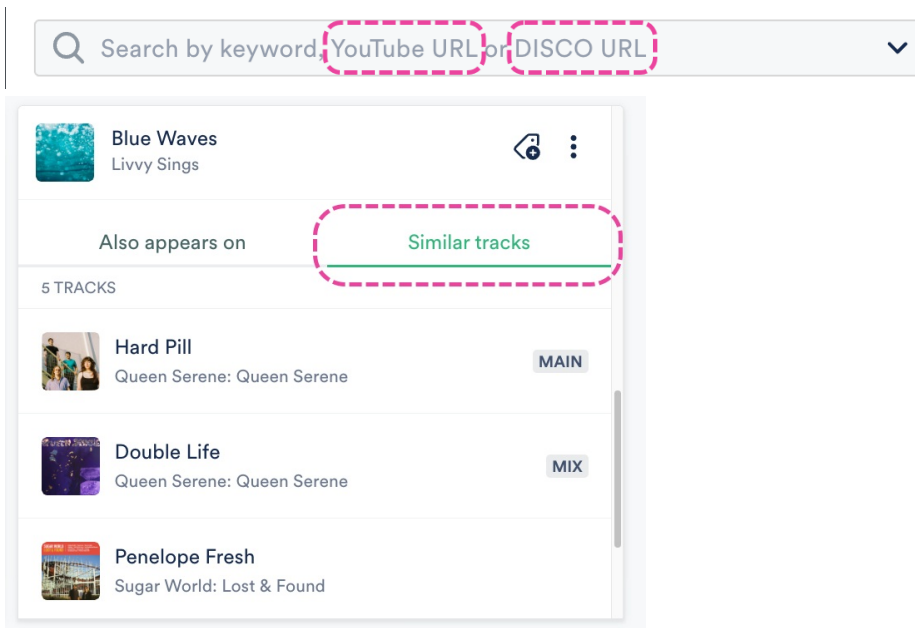 Search by keyword, YouTube URL or DISCO URL
Blue Waves
Livvy Sings
Also appears on
Similar tracks
5 TRACKS
Hard Pill
Queen Serene: Queen Serene
MAIN
Double Life
Queen Serene: Queen Serene
MIX
Penelope Fresh
Sugar World: Lost & Found